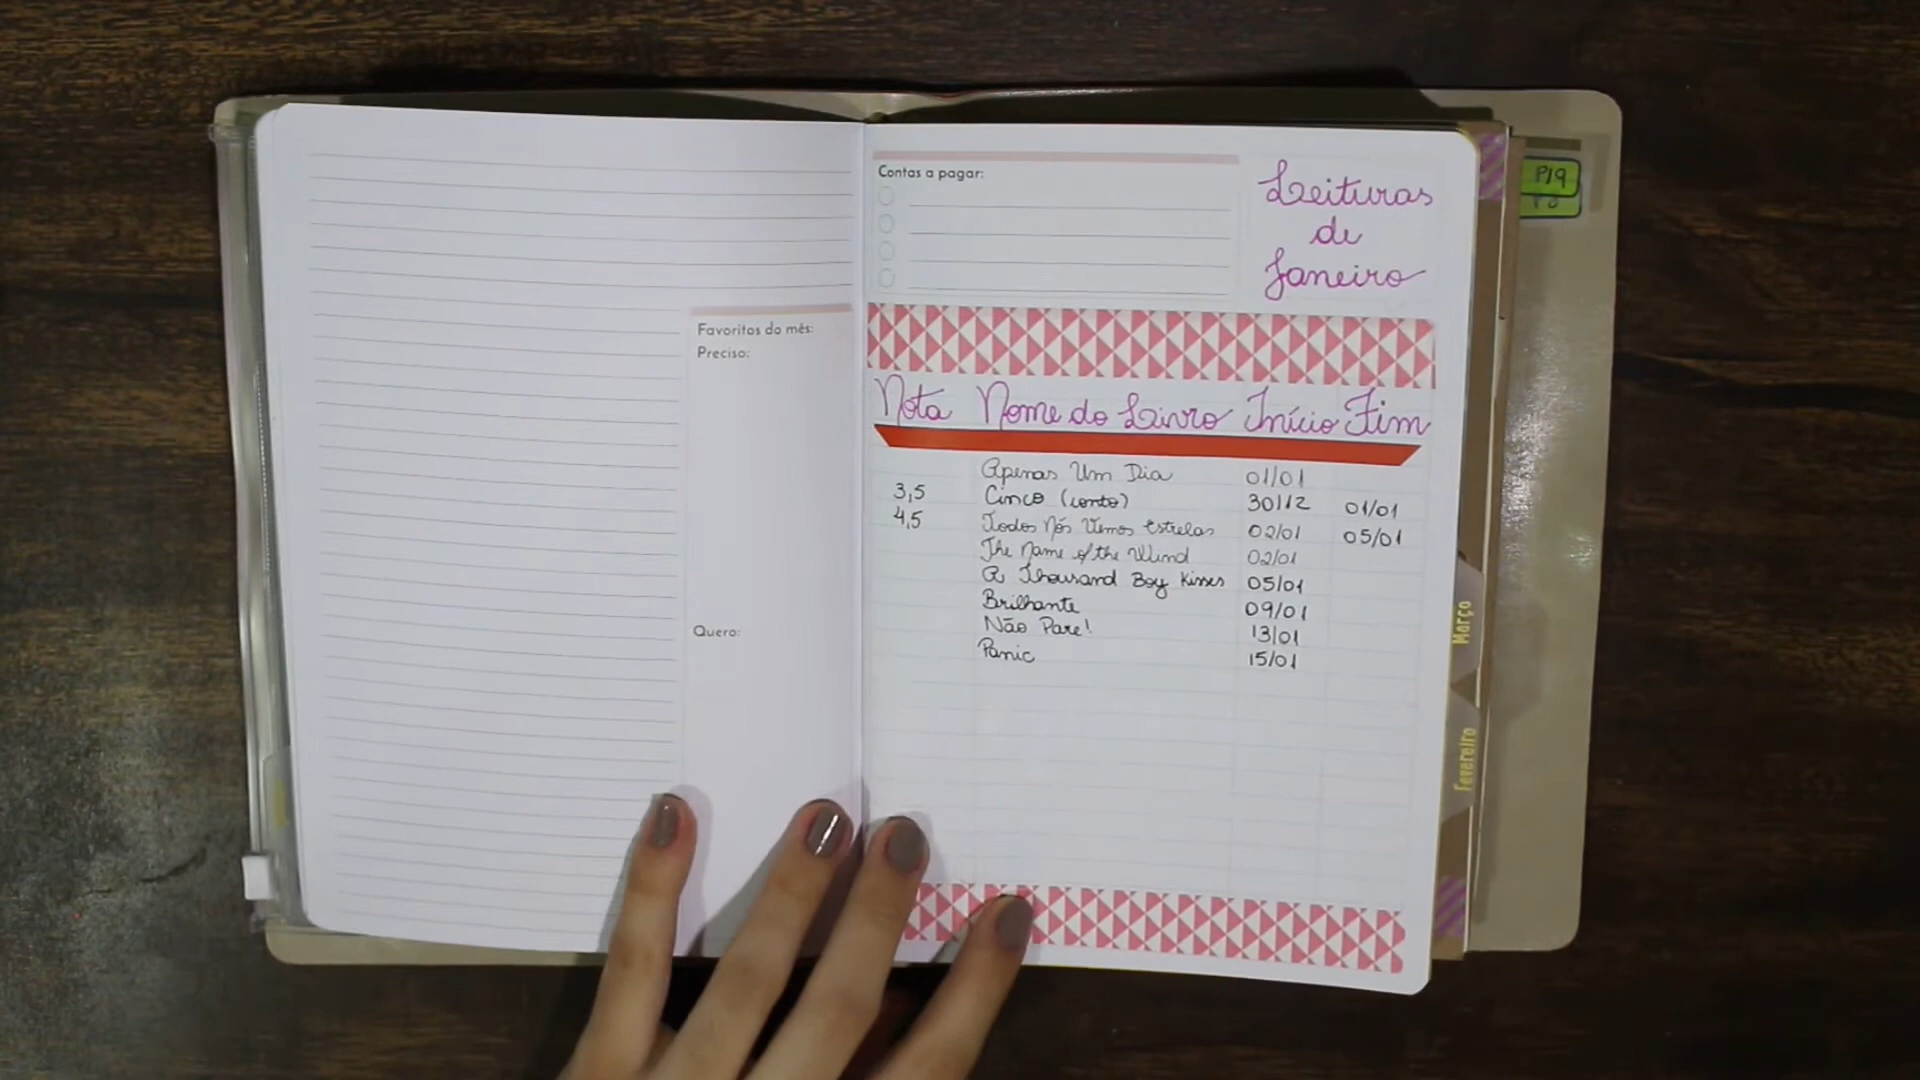 Favoritos do mês:
Preciso:
Quero:
Contas a pagar:
Leituras
de
Janeiro
Nota Nome do Livro Início Fim
Apenas Um Dia 01/01
3,5 Cinco (conto) 30/12 01/01
4,5 Todos Nós Vemos Estrelas 02/01 05/01
The Name of the Wind 02/01
A Thousand Boy Kisses 05/01
Brilhante 09/01
Não Pare! 13/01
Panic 15/01
P/9
Março
Fevereiro